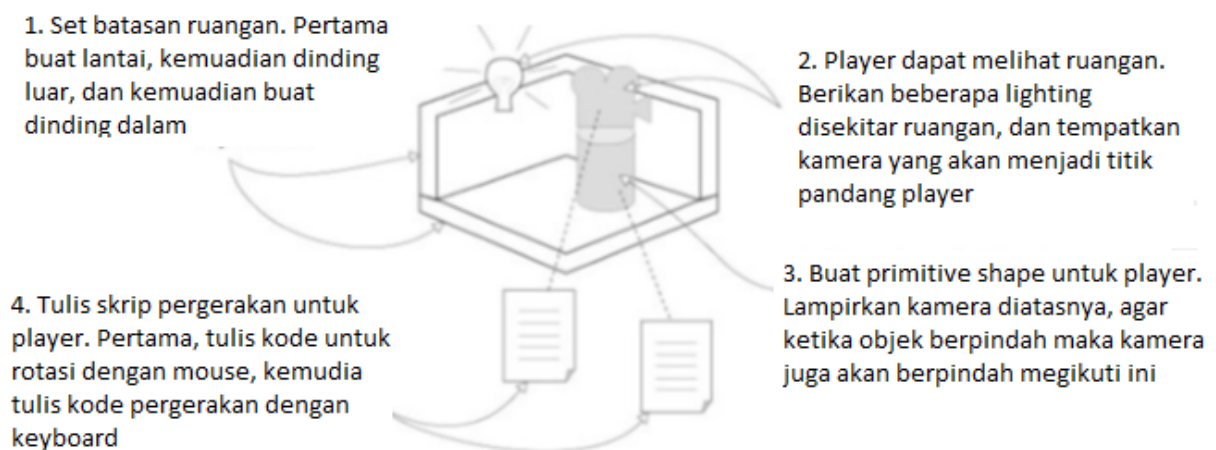 1. Set batasan ruangan. Pertama
buat lantai, kemuadian dinding
luar, dan kemuadian buat
dinding dalam
2. Player dapat melihat ruangan.
Berikan beberapa lighting
disekitar ruangan, dan tempatkan
kamera yang akan menjadi titik
pandang player
3. Buat primitive shape untuk player.
Lampirkan kamera diatasnya, agar
ketika objek berpindah maka kamera
juga akan berpindah megikuti ini
4. Tulis skrip pergerakan untuk
player. Pertama, tulis kode untuk
rotasi dengan mouse, kemudia
tulis kode pergerakan dengan
keyboard